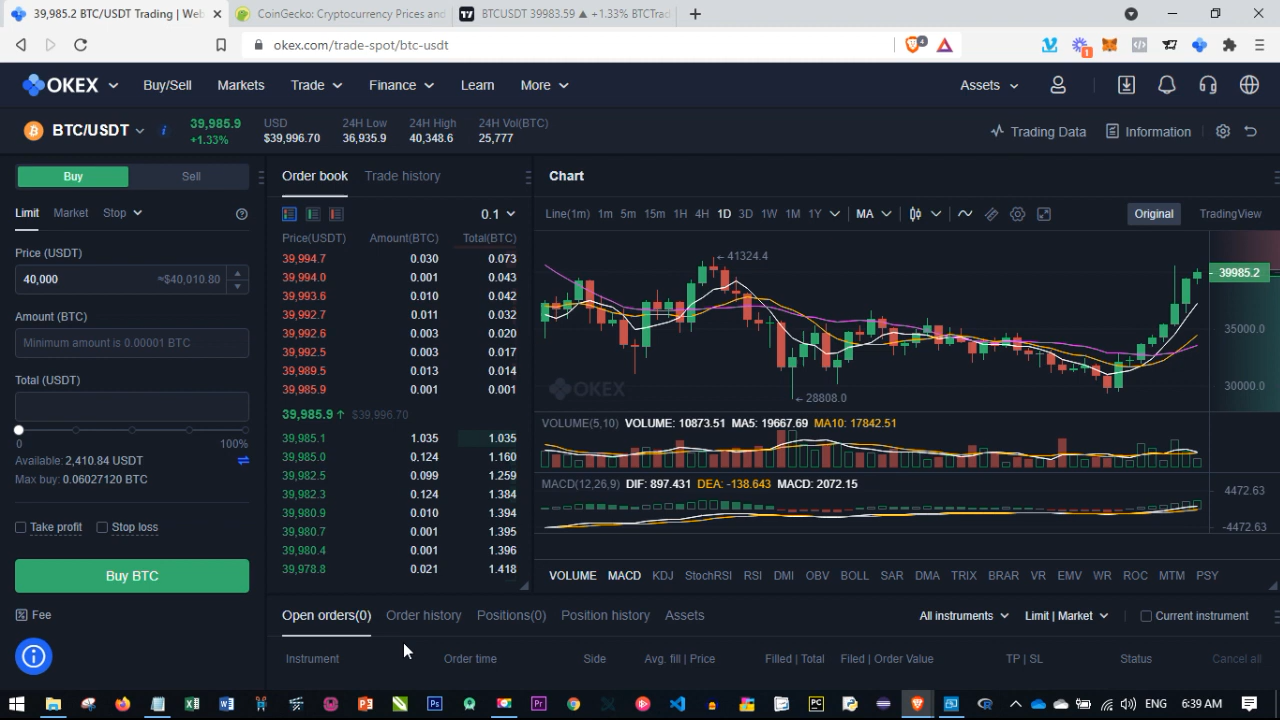 39,985.2 BTC/USDT Trading | Web
CoinGecko: Cryptocurrency Prices and
BTCUSDT 39983.59 ▲ +1.33% BTCTrad
okex.com/trade-spot/btc-usdt
4
1
OKEX
Buy/Sell
Markets
Trade
Finance
Learn
More
Assets
BTC/USDT
39,985.9
+1.33%
USD
$39,996.70
24H Low
36,935.9
24H High
40,348.6
24H Vol(BTC)
25,777
Trading Data
Information
Buy
Sell
Limit
Market
Stop
Price (USDT)
40,000
≈$40,010.80
Amount (BTC)
Minimum amount is 0.00001 BTC
Total (USDT)
0
100%
Available: 2,410.84 USDT
Max buy: 0.06027120 BTC
Take profit
Stop loss
Buy BTC
Fee
Order book
Trade history
0.1
Price(USDT) Amount(BTC) Total(BTC)
39,994.7 0.030 0.073
39,994.0 0.001 0.043
39,993.6 0.010 0.042
39,992.7 0.011 0.032
39,992.6 0.003 0.020
39,992.5 0.003 0.017
39,989.5 0.013 0.014
39,985.9 0.001 0.001
39,985.9↑ $39,996.70
39,985.1 1.035 1.035
39,985.0 0.124 1.160
39,982.5 0.099 1.259
39,982.3 0.124 1.384
39,980.9 0.010 1.394
39,980.7 0.001 1.395
39,980.4 0.001 1.396
39,978.8 0.021 1.418
Chart
Line(1m) 1m 5m 15m 1H 4H 1D 3D 1W 1M 1Y
MA
Original
TradingView
←41324.4
39985.2
35000.0
30000.0
←28808.0
OKEX
VOLUME(5,10) VOLUME: 10873.51 MA5: 19667.69 MA10: 17842.51
MACD(12,26,9) DIF: 897.431 DEA: -138.643 MACD: 2072.15
4472.63
-4472.63
VOLUME MACD KDJ StochRSI RSI DMI OBV BOLL SAR DMA TRIX BRAR VR EMV WR ROC MTM PSY
Open orders(0)
Order history
Positions(0)
Position history
Assets
All instruments
Limit | Market
Current instrument
Instrument
Order time
Side
Avg. fill | Price
Filled | Total
Filed | Order Value
TP | SL
Status
Cancel all
ENG
6:39 AM